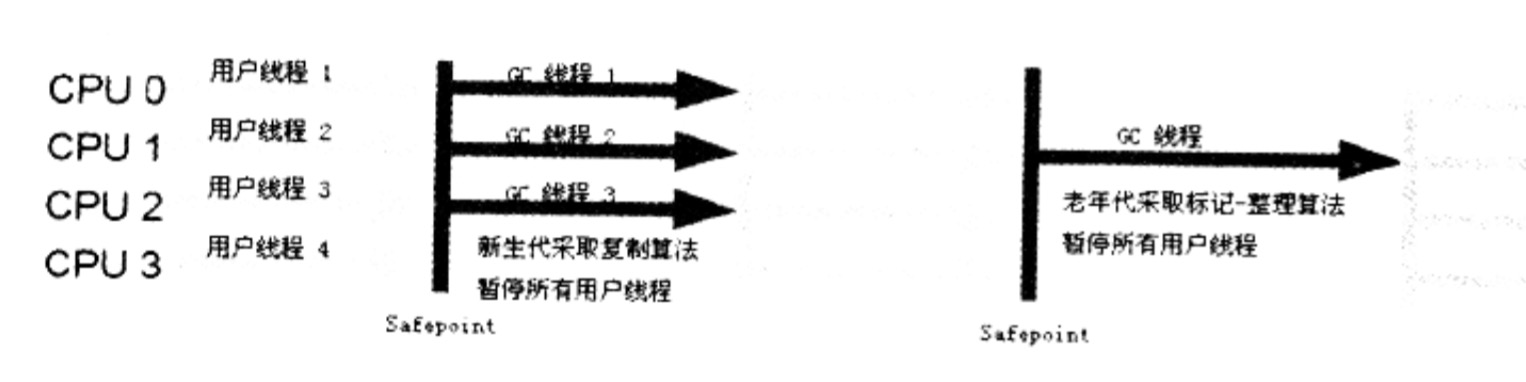 CPU 0
用户线程 1
GC 线程 1
CPU 1
用户线程 2
GC 线程 2
GC 线程
CPU 2
用户线程 3
GC 线程 3
老年代采取标记-整理算法
CPU 3
用户线程 4
新生代采取复制算法
暂停所有用户线程
暂停所有用户线程
Safepoint
Safepoint